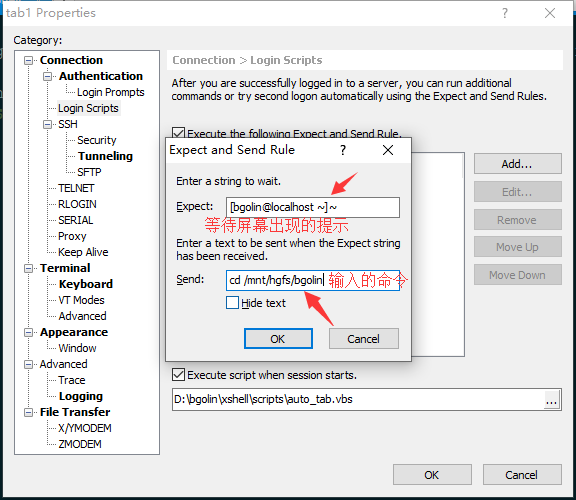 tab1 Properties
Category:
Connection
Authentication
Login Prompts
Login Scripts
SSH
Security
Tunneling
SFTP
TELNET
RLOGIN
SERIAL
Proxy
Keep Alive
Terminal
Keyboard
VT Modes
Advanced
Appearance
Window
Advanced
Trace
Logging
File Transfer
X/YMODEM
ZMODEM
Connection > Login Scripts
After you are successfully logged in to a server, you can run additional
commands or try second logon automatically using the Expect and Send Rules.
Execute the following Expect and Send Rule.
Add...
Edit...
Remove
Move Up
Move Down
Expect and Send Rule
Enter a string to wait.
Expect: [bgolin@localhost ~]~
等待屏幕出现的提示
Enter a text to be sent when the Expect string
has been received.
Send: cd /mnt/hgfs/bgolin 输入的命令
Hide text
OK Cancel
Execute script when session starts.
D:\bgolin\xshell\scripts\auto_tab.vbs ...
OK Cancel